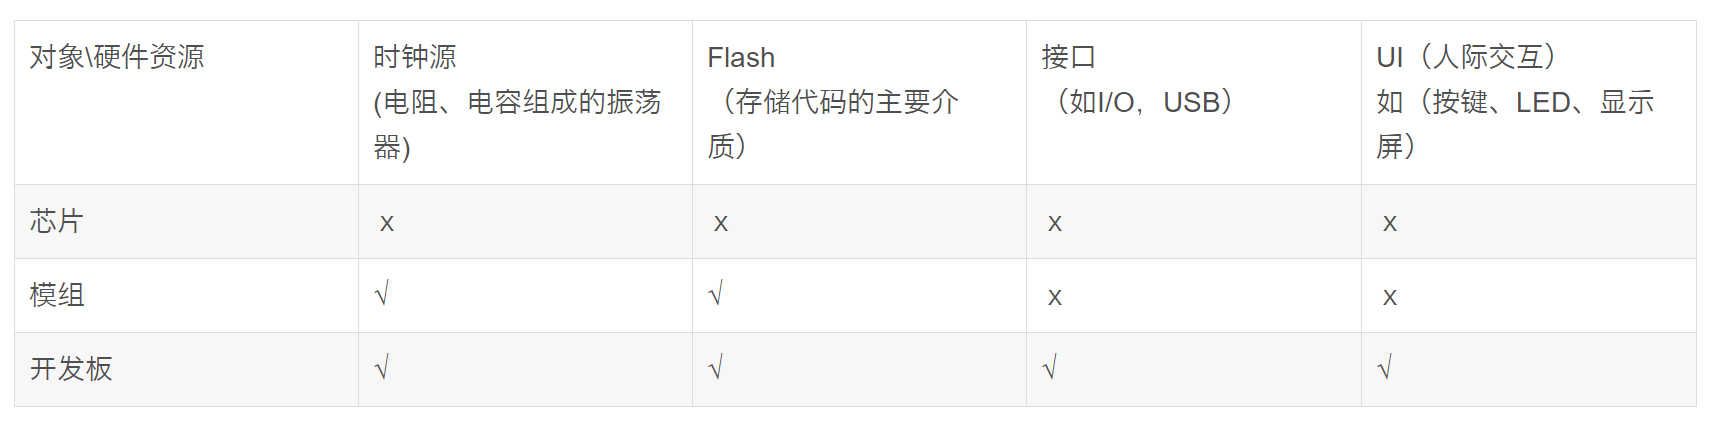 对象\硬件资源
时钟源
(电阻、电容组成的振荡
器)
Flash
（存储代码的主要介
质）
接口
（如I/O，USB）
UI（人际交互）
如（按键、LED、显示
屏）
芯片 x x x x
模组 √ √ x x
开发板 √ √ √ √